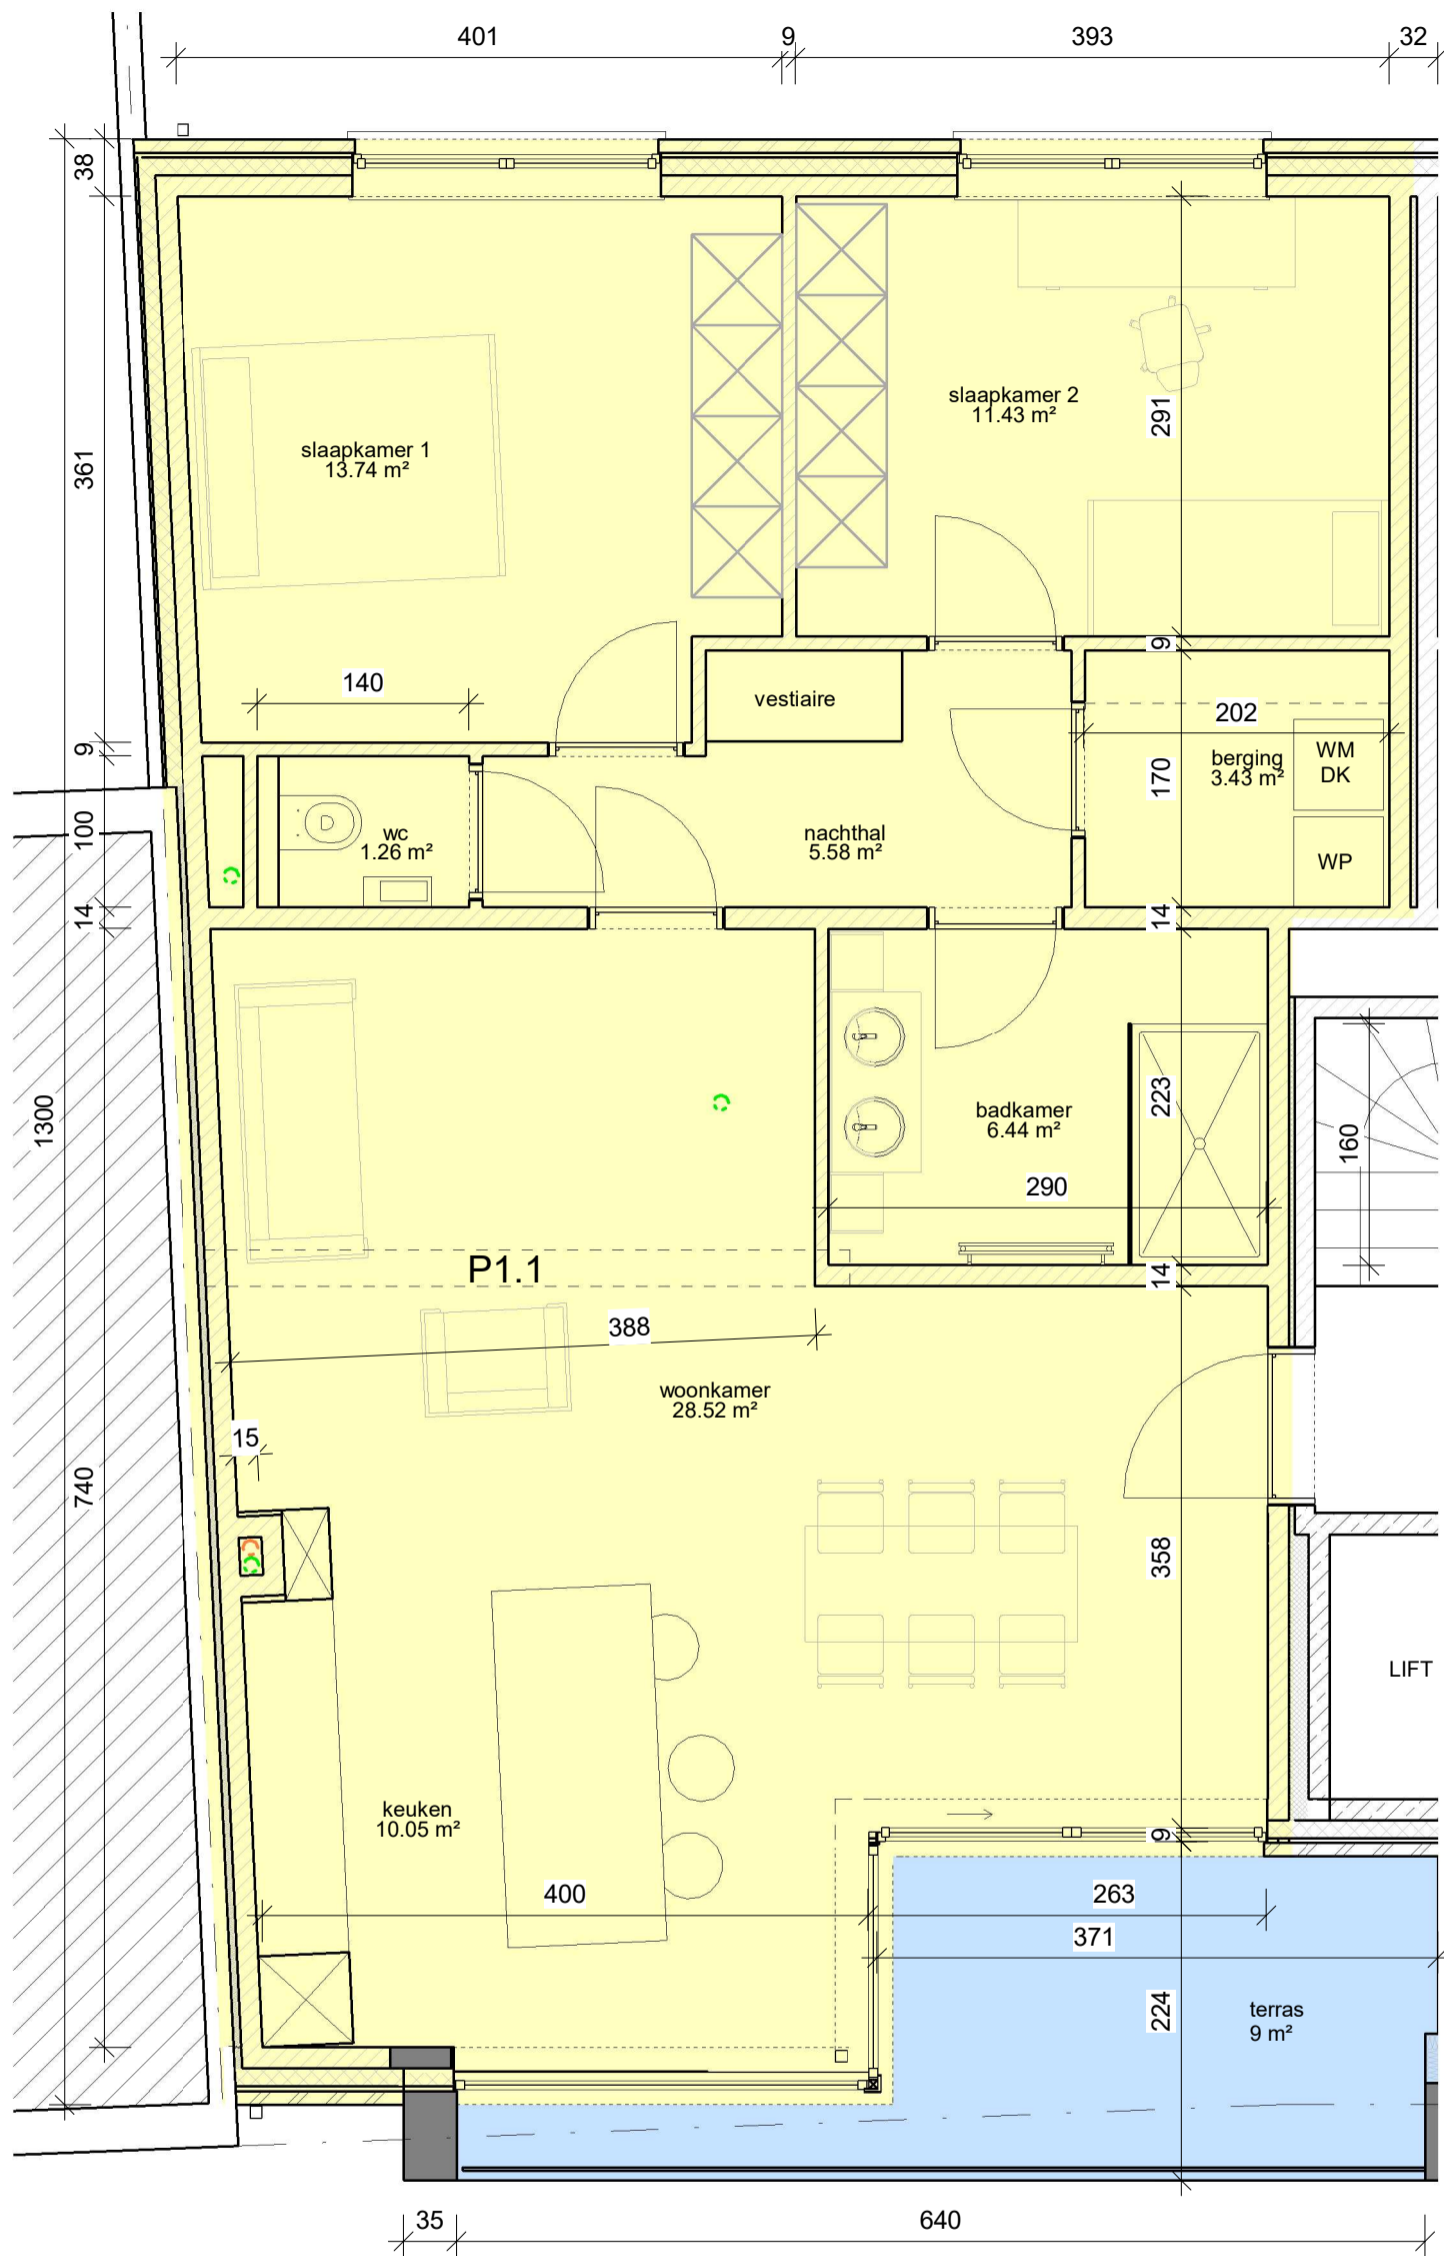 401
9
393
32
38
361
slaapkamer 1
13.74 m²
slaapkamer 2
11.43 m²
291
9
140
vestiaire
202
9
100
14
wc
1.26 m²
nachthal
5.58 m²
170
berging
3.43 m²
WM
DK
WP
14
1300
223
badkamer
6.44 m²
160
290
P1.1
14
388
woonkamer
28.52 m²
15
740
358
LIFT
keuken
10.05 m²
9
400
263
371
224
terras
9 m²
35
640